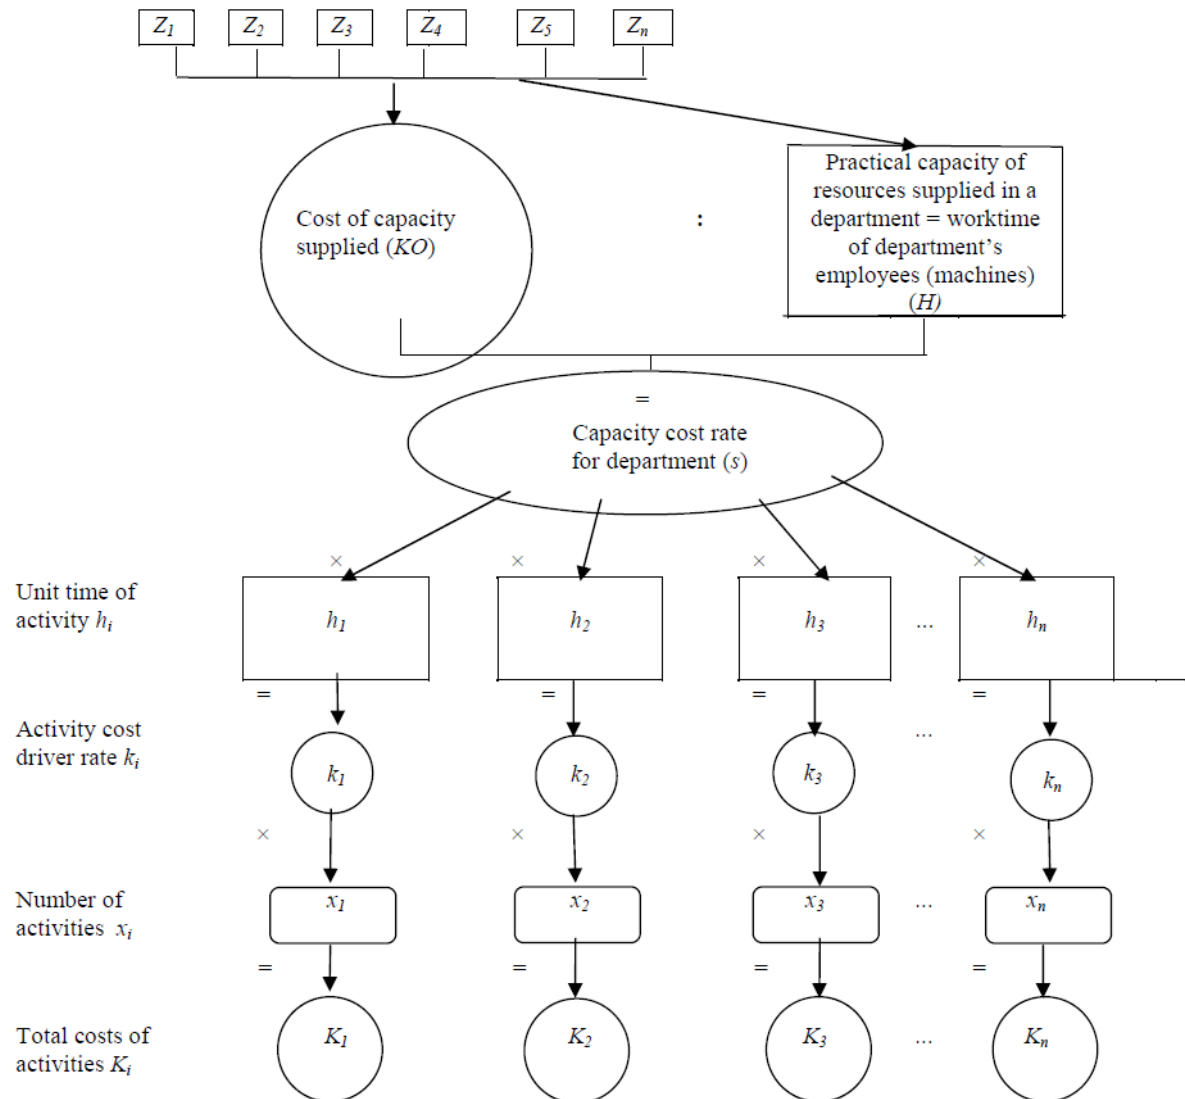 Z1 Z2 Z3 Z4 Z5 Zn
Practical capacity of
resources supplied in a
department = worktime
of department's
employees (machines)
(H)
Cost of capacity
supplied (KO)
:
=
Capacity cost rate
for department (s)
× × × ×
Unit time of
activity hi
h1 h2 h3 ... hn
= = = =
Activity cost
driver rate ki
...
k1 k2 k3 kn
× × × ×
Number of
activities xi
x1 x2 x3 ... xn
= = = =
Total costs of
activities Ki
K1 K2 K3 ... Kn